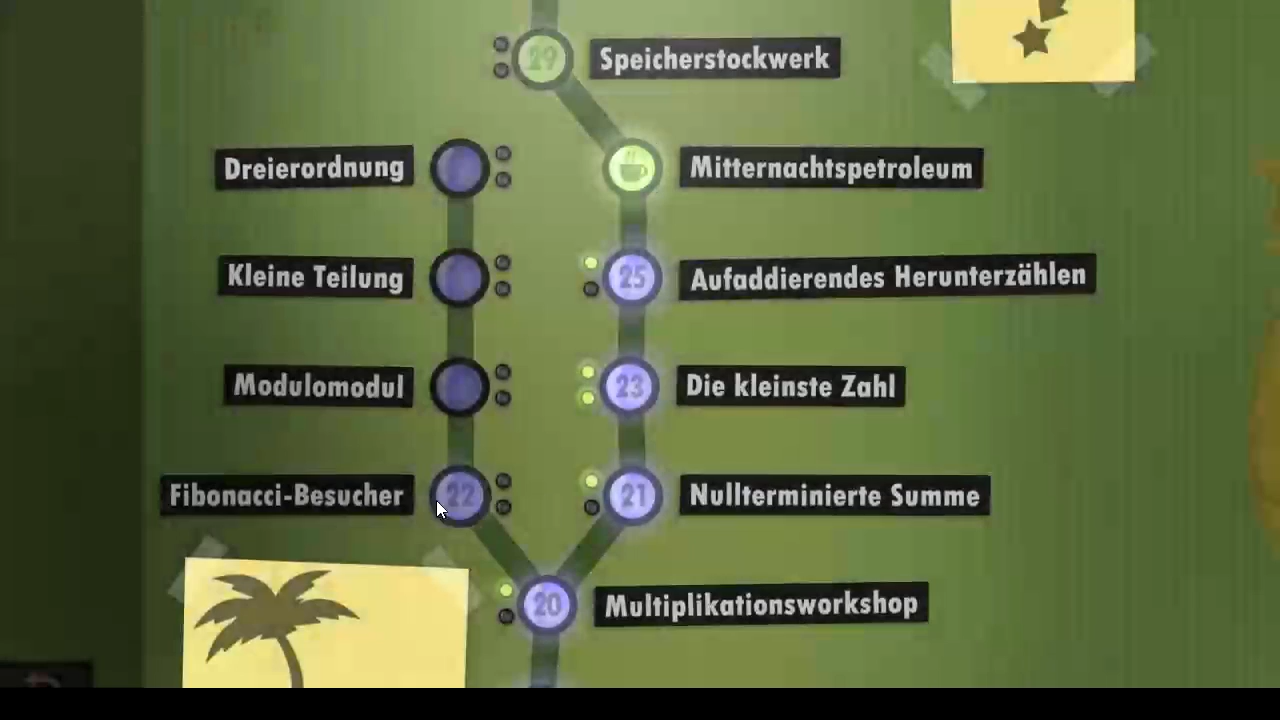 29 Speicherstockwerk
Dreierordnung
Mitternachtspetroleum
Kleine Teilung
25 Aufaddierendes Herunterzählen
Modulomodul
23 Die kleinste Zahl
Fibonacci-Besucher 22
21 Nullterminierte Summe
20 Multiplikationsworkshop